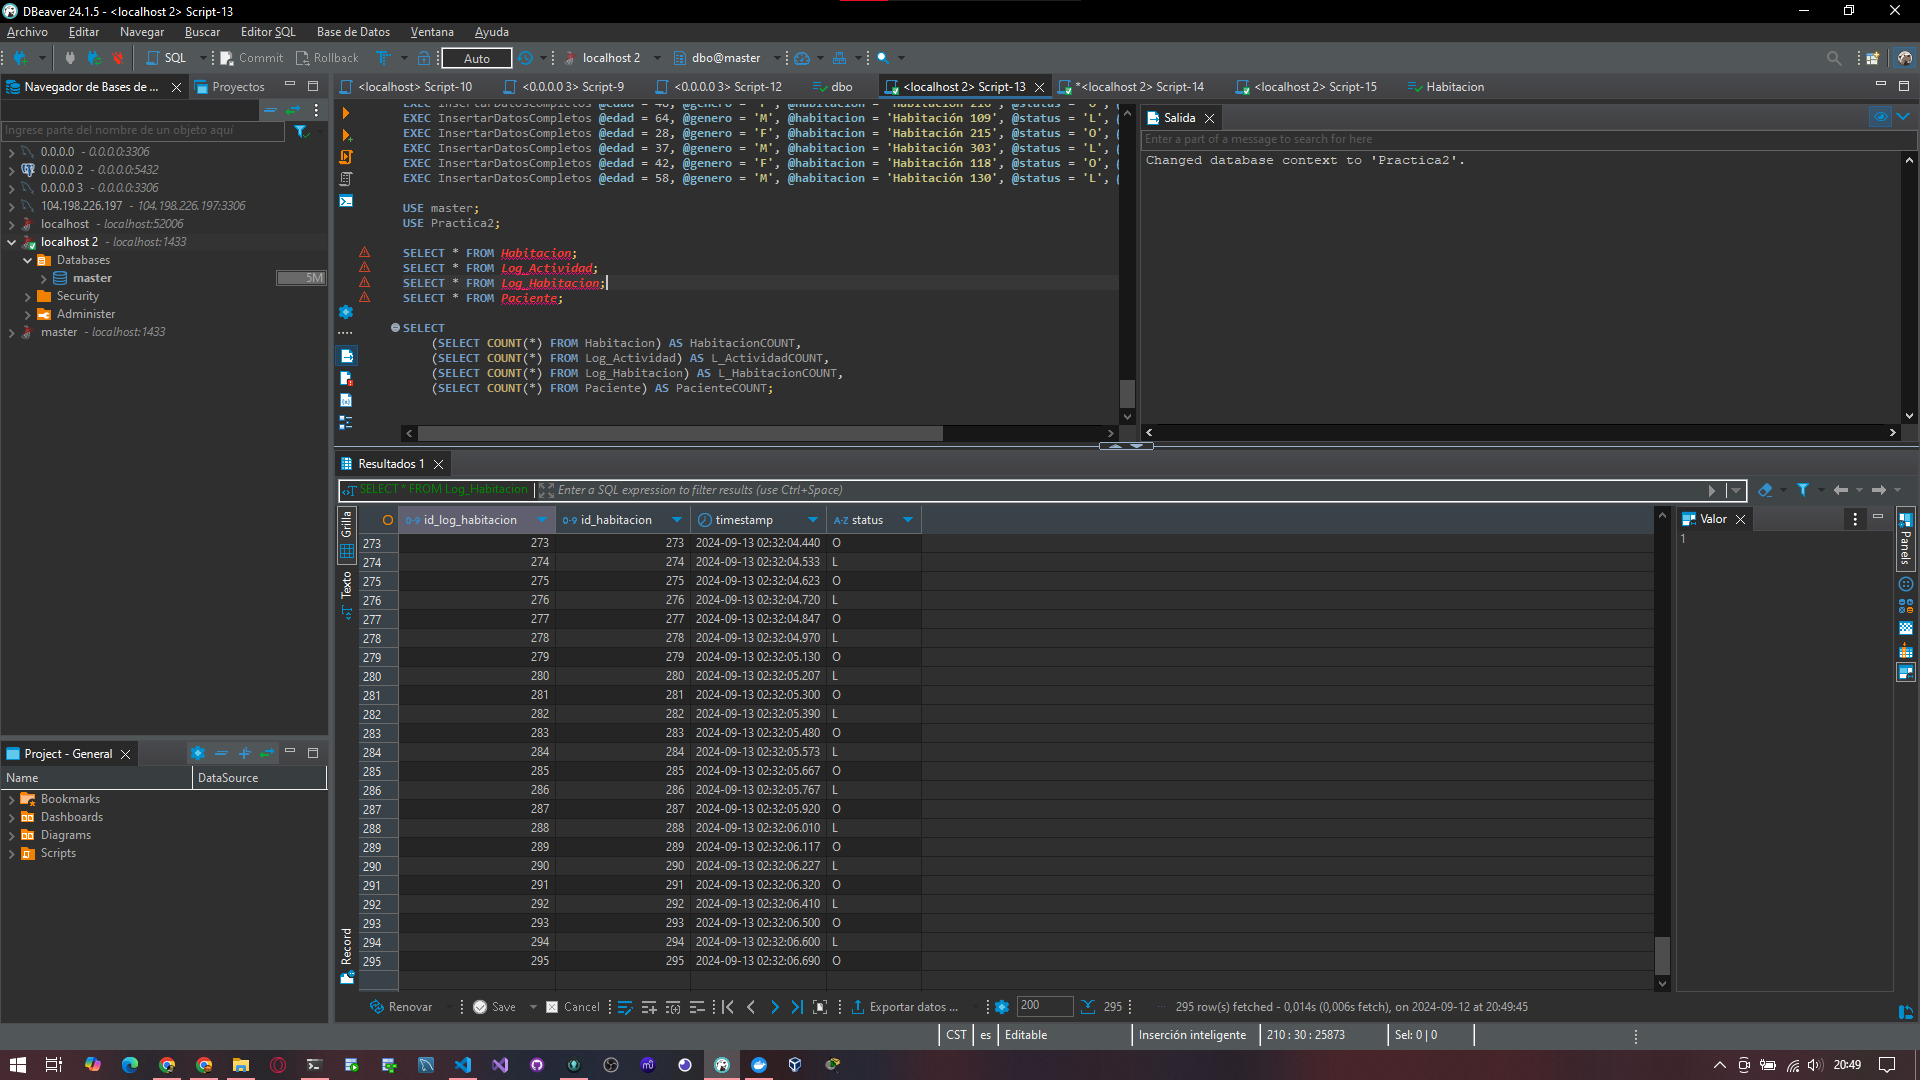 DBeaver 24.1.5 - <localhost 2> Script-13
Archivo Editar Navegar Buscar Editor SQL Base de Datos Ventana Ayuda
SQL Commit Rollback Auto localhost 2 dbo@master
Navegador de Bases de ... Proyectos
<localhost> Script-10 <0.0.0.0 3> Script-9 <0.0.0.0 3> Script-12 dbo <localhost 2> Script-13 *<localhost 2> Script-14 <localhost 2> Script-15 Habitacion
Ingrese parte del nombre de un objeto aquí
0.0.0.0 - 0.0.0.0:3306
0.0.0.0 2 - 0.0.0.0:5432
0.0.0.0 3 - 0.0.0.0:3306
104.198.226.197 - 104.198.226.197:3306
localhost - localhost:52006
localhost 2 - localhost:1433
Databases
master 5M
Security
Administer
master - localhost:1433
EXEC InsertarDatosCompletos @edad = 64, @genero = 'M', @habitacion = 'Habitación 109', @status = 'L',
EXEC InsertarDatosCompletos @edad = 28, @genero = 'F', @habitacion = 'Habitación 215', @status = 'O',
EXEC InsertarDatosCompletos @edad = 37, @genero = 'M', @habitacion = 'Habitación 303', @status = 'L',
EXEC InsertarDatosCompletos @edad = 42, @genero = 'F', @habitacion = 'Habitación 118', @status = 'O',
EXEC InsertarDatosCompletos @edad = 58, @genero = 'M', @habitacion = 'Habitación 130', @status = 'L',
USE master;
USE Practica2;
SELECT * FROM Habitacion;
SELECT * FROM Log_Actividad;
SELECT * FROM Log_Habitacion;
SELECT * FROM Paciente;
SELECT
(SELECT COUNT(*) FROM Habitacion) AS HabitacionCOUNT,
(SELECT COUNT(*) FROM Log_Actividad) AS L_ActividadCOUNT,
(SELECT COUNT(*) FROM Log_Habitacion) AS L_HabitacionCOUNT,
(SELECT COUNT(*) FROM Paciente) AS PacienteCOUNT;
Salida
Enter a part of a message to search for here
Changed database context to 'Practica2'.
Resultados 1
SELECT * FROM Log_Habitacion Enter a SQL expression to filter results (use Ctrl+Space)
Grilla
Texto
Record
id_log_habitacion id_habitacion timestamp A-Z status
273 273 273 2024-09-13 02:32:04.440 O
274 274 274 2024-09-13 02:32:04.533 L
275 275 275 2024-09-13 02:32:04.623 O
276 276 276 2024-09-13 02:32:04.720 L
277 277 277 2024-09-13 02:32:04.847 O
278 278 278 2024-09-13 02:32:04.970 L
279 279 279 2024-09-13 02:32:05.130 O
280 280 280 2024-09-13 02:32:05.207 L
281 281 281 2024-09-13 02:32:05.300 O
282 282 282 2024-09-13 02:32:05.390 L
283 283 283 2024-09-13 02:32:05.480 O
284 284 284 2024-09-13 02:32:05.573 L
285 285 285 2024-09-13 02:32:05.667 O
286 286 286 2024-09-13 02:32:05.767 L
287 287 287 2024-09-13 02:32:05.920 O
288 288 288 2024-09-13 02:32:06.010 L
289 289 289 2024-09-13 02:32:06.117 O
290 290 290 2024-09-13 02:32:06.227 L
291 291 291 2024-09-13 02:32:06.320 O
292 292 292 2024-09-13 02:32:06.410 L
293 293 293 2024-09-13 02:32:06.500 O
294 294 294 2024-09-13 02:32:06.600 L
295 295 295 2024-09-13 02:32:06.690 O
Valor
1
Panels
Project - General
Name DataSource
Bookmarks
Dashboards
Diagrams
Scripts
Renovar Save Cancel Exportar datos ... 200 295 295 row(s) fetched - 0,014s (0,006s fetch), on 2024-09-12 at 20:49:45
CST es Editable Inserción inteligente 210 : 30 : 25873 Sel: 0 | 0
20:49